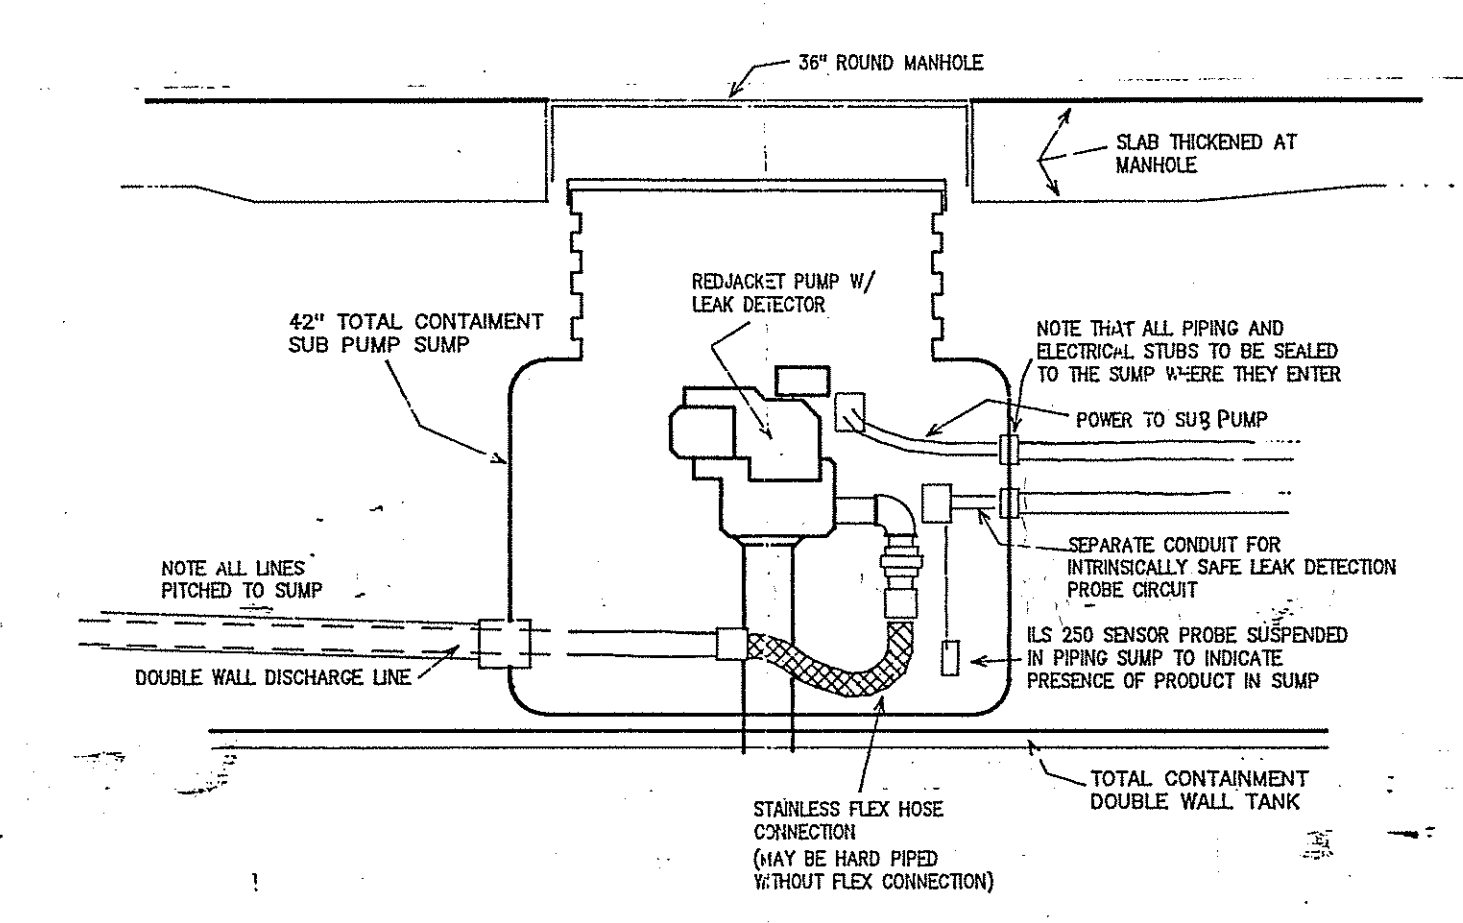 36" ROUND MANHOLE
SLAB THICKENED AT
MANHOLE
REDJACKET PUMP W/
LEAK DETECTOR
42" TOTAL CONTAIMENT
SUB PUMP SUMP
NOTE THAT ALL PIPING AND
ELECTRICAL STUBS TO BE SEALED
TO THE SUMP WHERE THEY ENTER
POWER TO SUB PUMP
SEPARATE CONDUIT FOR
INTRINSICALLY SAFE LEAK DETECTION
PROBE CIRCUIT
NOTE ALL LINES
PITCHED TO SUMP
ILS 250 SENSOR PROBE SUSPENDED
IN PIPING SUMP TO INDICATE
PRESENCE OF PRODUCT IN SUMP
DOUBLE WALL DISCHARGE LINE
TOTAL CONTAINMENT
DOUBLE WALL TANK
STAINLESS FLEX HOSE
CONNECTION
(MAY BE HARD PIPED
WITHOUT FLEX CONNECTION)